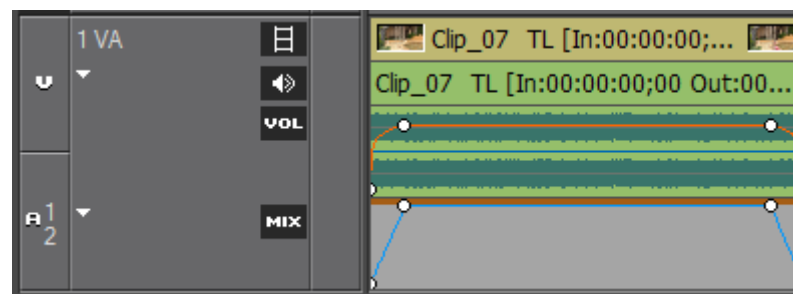 1 VA
Clip_07 TL [In:00:00:00;...
V
Clip_07 TL [In:00:00:00;00 Out:00...
VOL
A 1
2
MIX